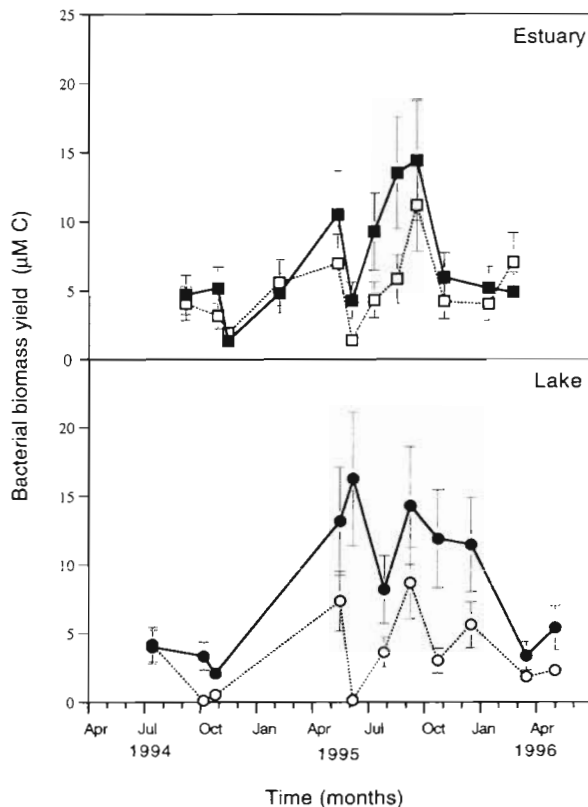 25
Estuary
20
15
10
5
0
Bacterial biomass yield (µM C)
Lake
20
15
10
5
0
Apr Jul Oct Jan Apr Jul Oct Jan Apr
1994 1995 1996
Time (months)